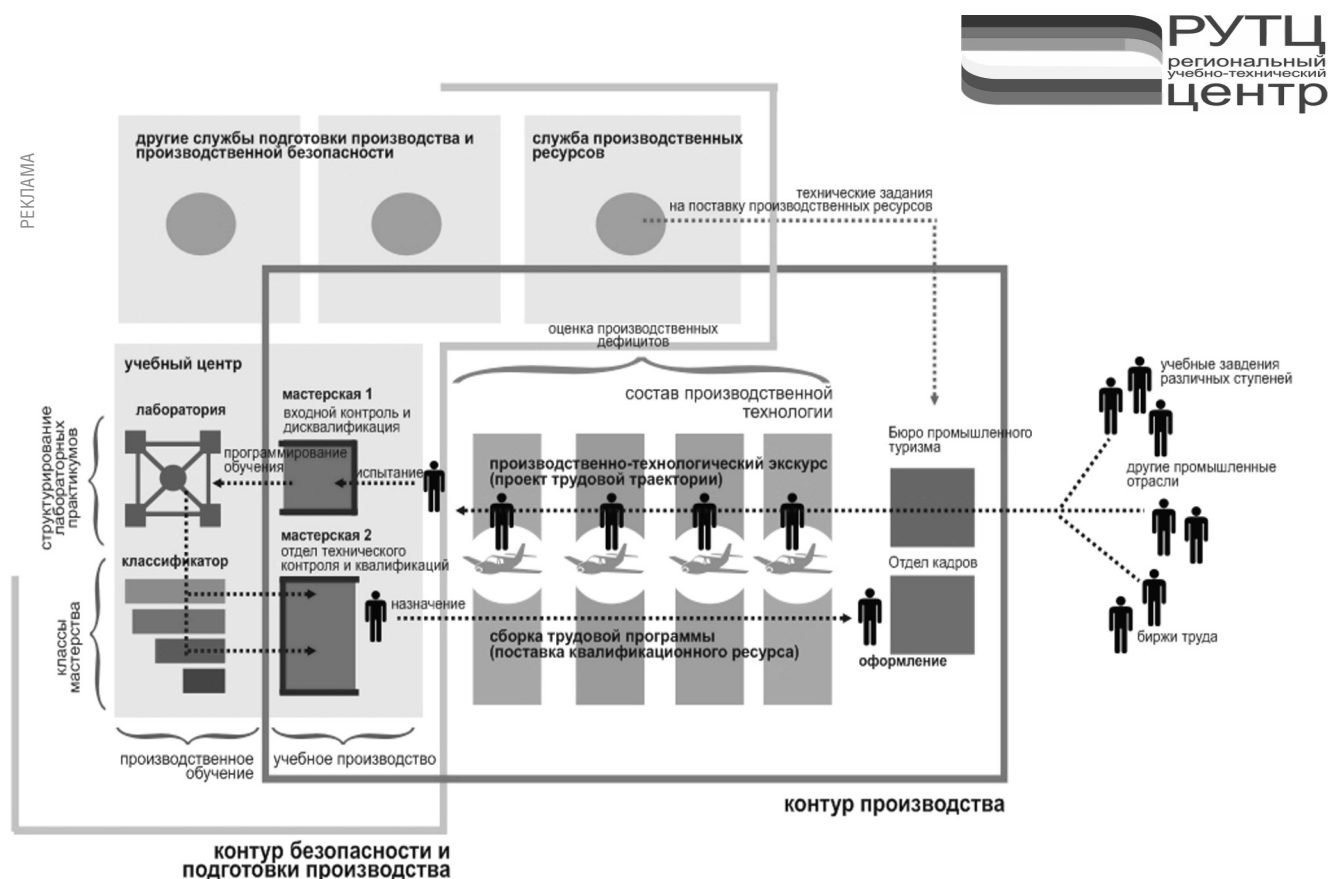 РУТЦ
региональный
учебно-технический
центр
РЕКЛАМА
другие службы подготовки производства и
производственной безопасности
служба производственных
ресурсов
технические задания
на поставку производственных ресурсов
оценка производственных
дефицитов
учебный центр
лаборатория
мастерская 1
входной контроль и
дисквалификация
программирование
обучения
испытание
структурирование
лабораторных
практикумов
состав производственной
технологии
производственно-технологический экскурс
(проект трудовой траектории)
Бюро промышленного
туризма
учебные завдения
различных ступеней
другие промышленные
отрасли
биржи труда
классификатор
мастерская 2
отдел технического
контроля и квалификаций
назначение
классы
мастерства
сборка трудовой программы
(поставка квалификационного ресурса)
Отдел кадров
оформление
производственное
обучение
учебное производство
контур производства
контур безопасности и
подготовки производства